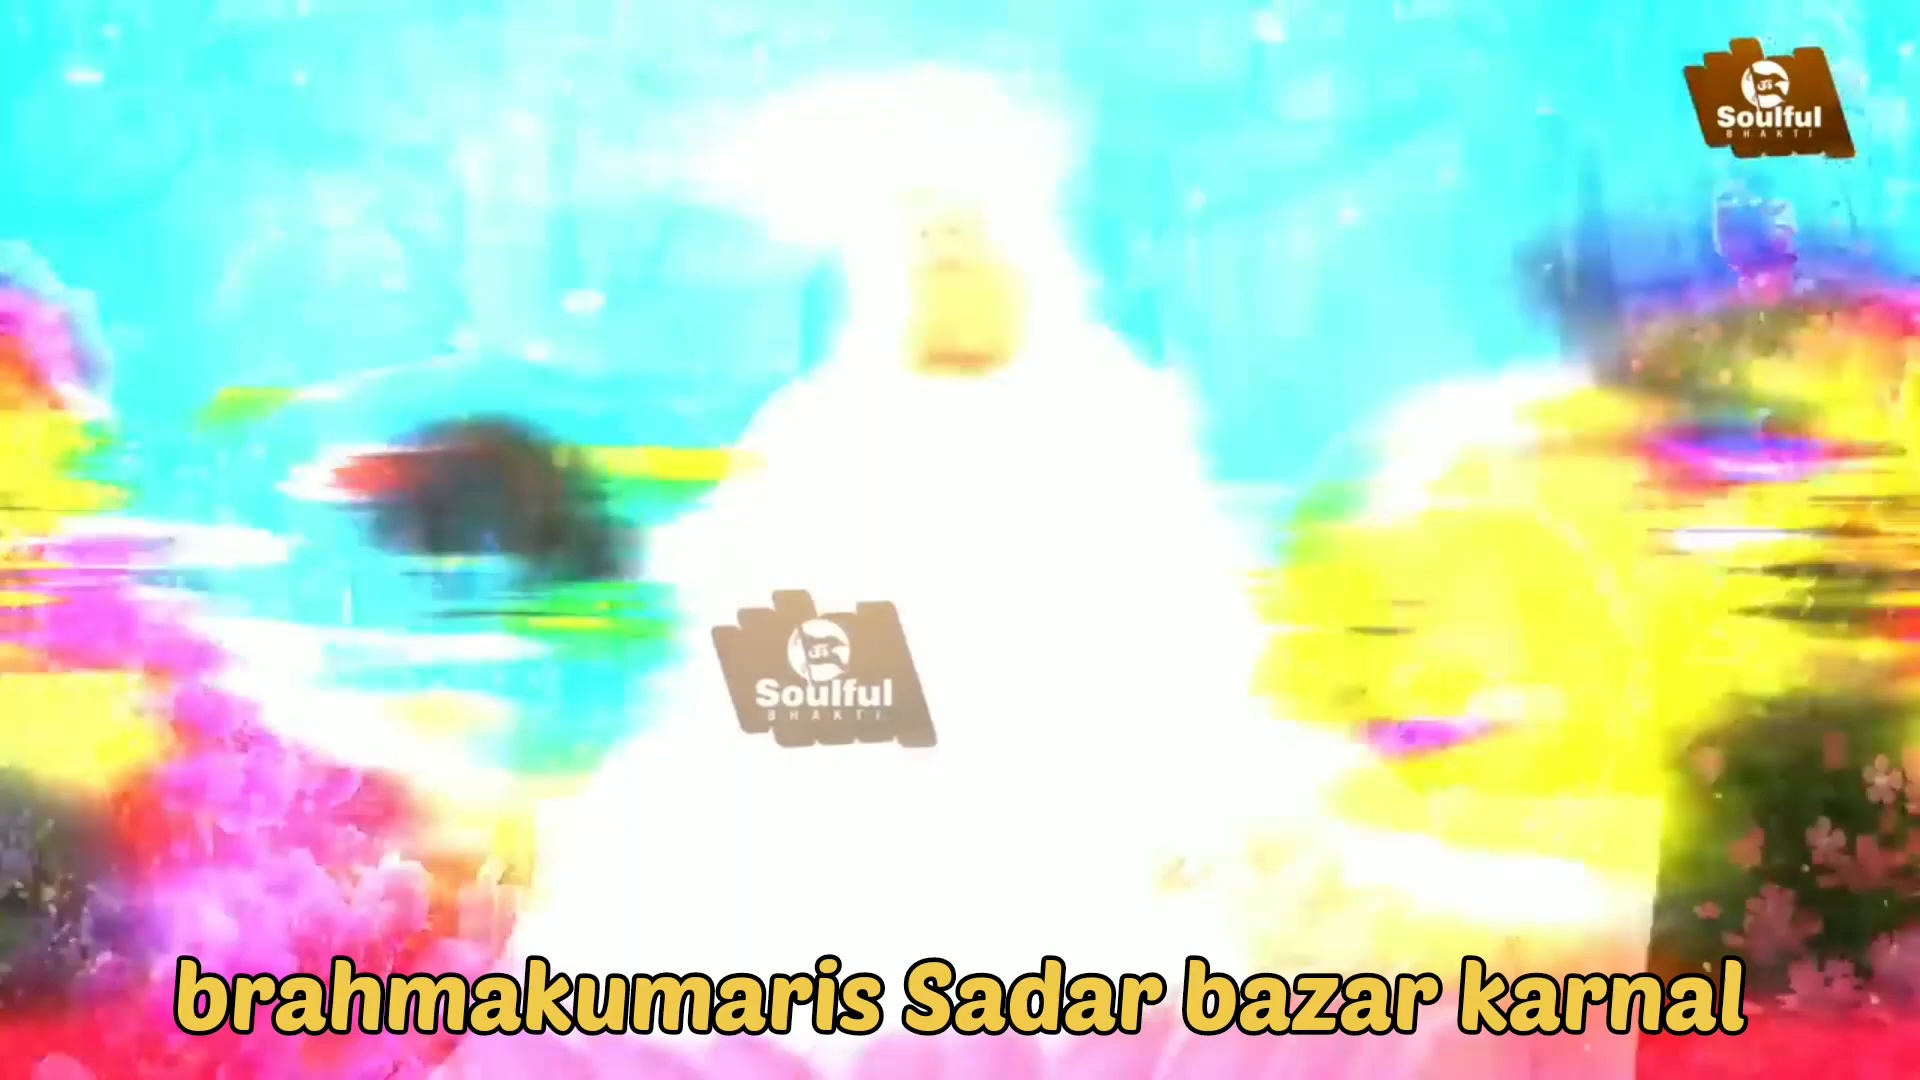 ॐ
Soulful
BHAKTI
ॐ
Soulful
BHAKTI
brahmakumaris Sadar bazar karnal